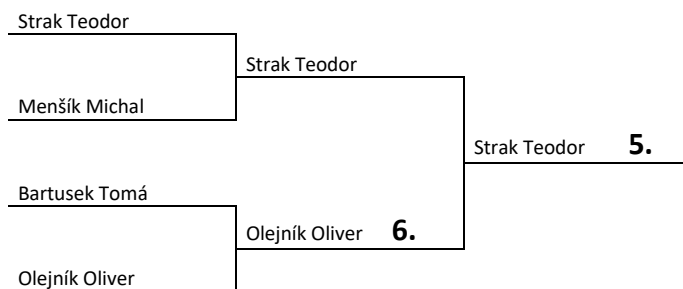 Strak Teodor
Strak Teodor
Menšík Michal
Strak Teodor 5.
Bartusek Tomá
Olejník Oliver 6.
Olejník Oliver